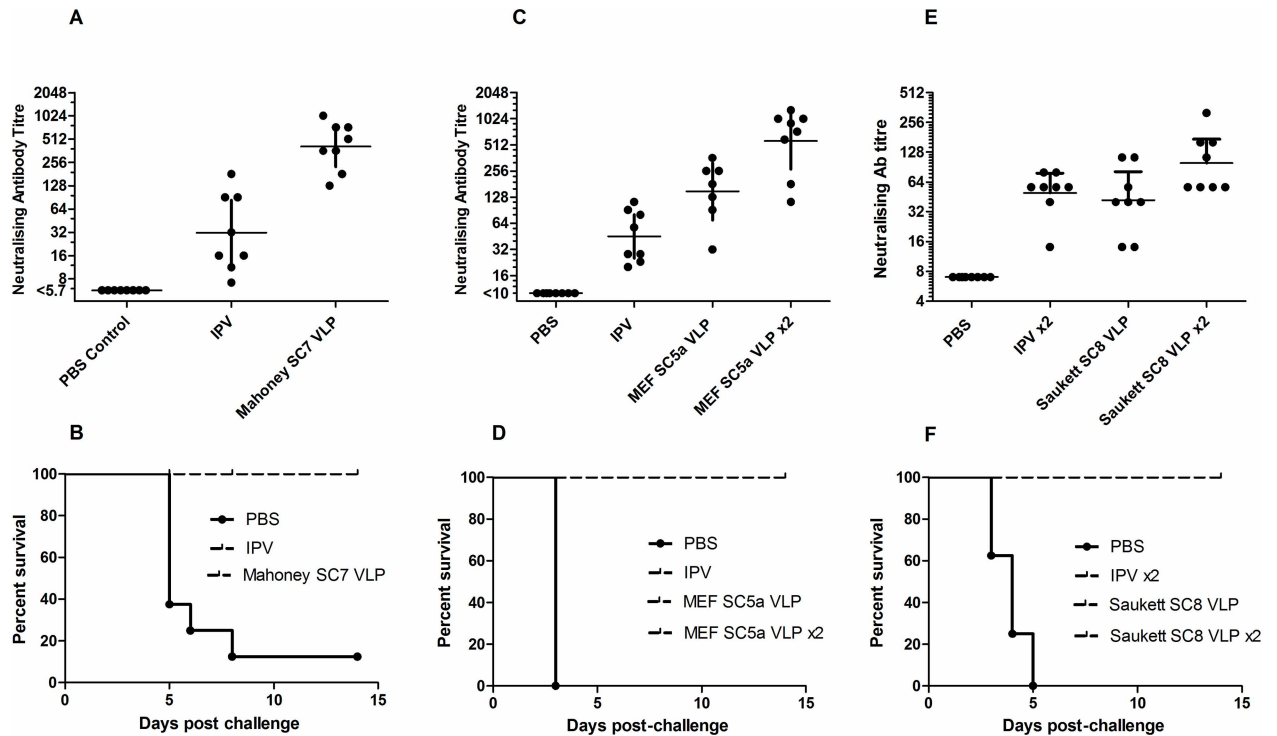 A
Neutralising Antibody Titre
2048
1024
512
256
128
64
32
16
8
<5.7
PBS Control
IPV
Mahoney SC7 VLP
C
Neutralising Antibody Titre
2048
1024
512
256
128
64
32
16
<10
PBS
IPV
MEF SC5a VLP
MEF SC5a VLP x2
E
Neutralising Ab titre
512
256
128
64
32
16
8
4
PBS
IPV x2
Saukett SC8 VLP
Saukett SC8 VLP x2
B
Percent survival
100
80
60
40
20
0
0
5
10
15
PBS
IPV
Mahoney SC7 VLP
Days post challenge
D
Percent survival
100
80
60
40
20
0
0
5
10
15
PBS
IPV
MEF SC5a VLP
MEF SC5a VLP x2
Days post-challenge
F
Percent survival
100
80
60
40
20
0
0
5
10
15
PBS
IPV x2
Saukett SC8 VLP
Saukett SC8 VLP x2
Days post-challenge